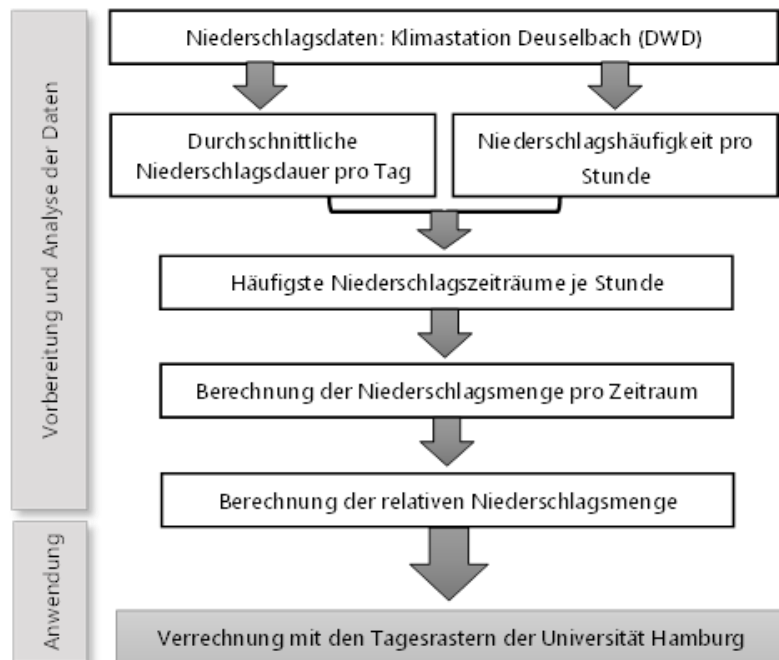 Niederschlagsdaten: Klimastation Deuselbach (DWD)
Durchschnittliche
Niederschlagsdauer pro Tag
Niederschlagshäufigkeit pro
Stunde
Häufigste Niederschlagszeiträume je Stunde
Berechnung der Niederschlagsmenge pro Zeitraum
Berechnung der relativen Niederschlagsmenge
Verrechnung mit den Tagesrastern der Universität Hamburg
Vorbereitung und Analyse der Daten
Anwendung